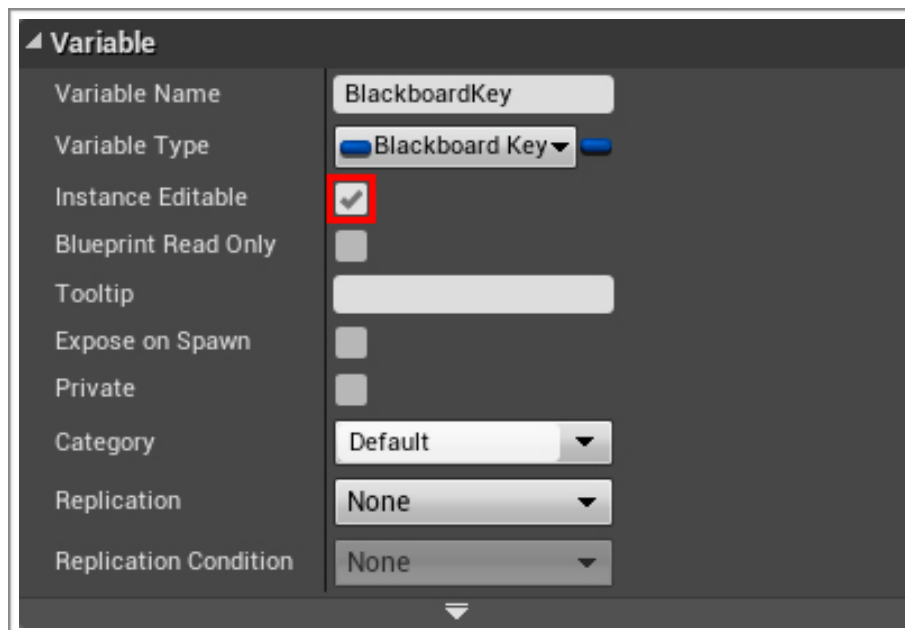 Variable
Variable Name BlackboardKey
Variable Type Blackboard Key
Instance Editable
Blueprint Read Only
Tooltip
Expose on Spawn
Private
Category Default
Replication None
Replication Condition None